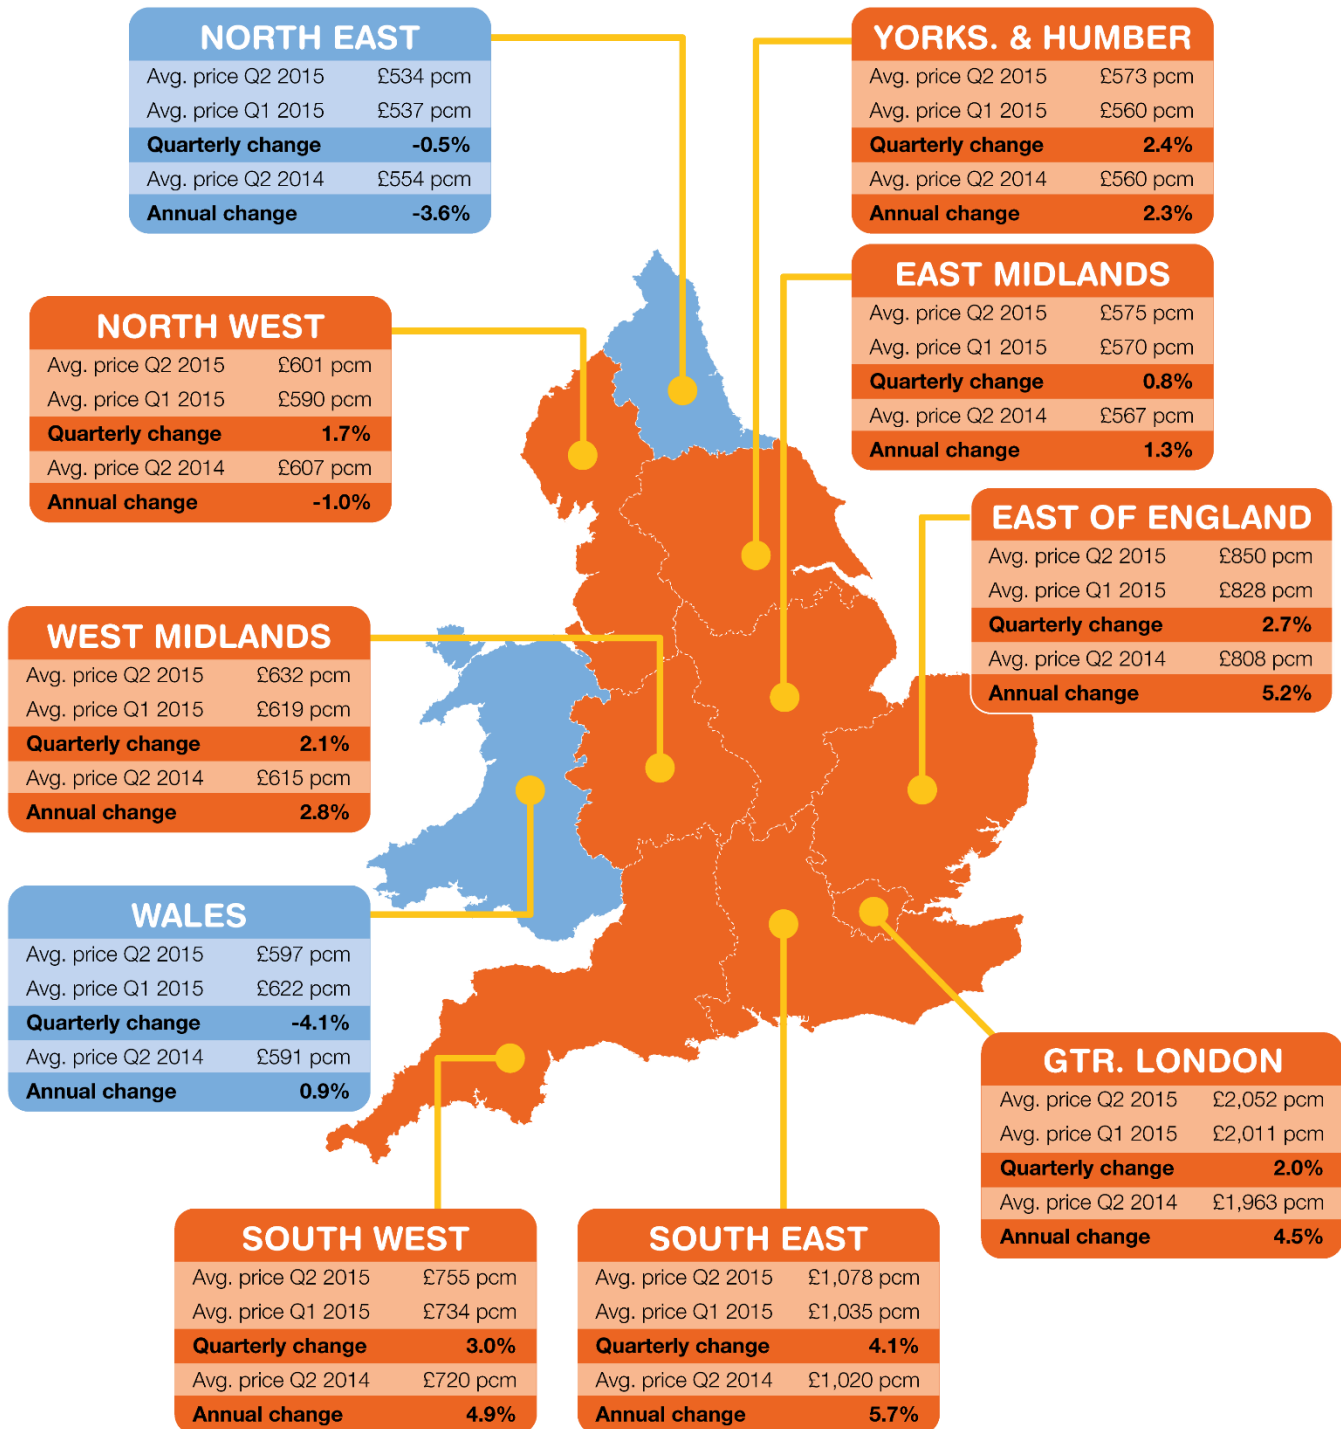 NORTH EAST
Avg. price Q2 2015 £534 pcm
Avg. price Q1 2015 £537 pcm
Quarterly change -0.5%
Avg. price Q2 2014 £554 pcm
Annual change -3.6%
YORKS. & HUMBER
Avg. price Q2 2015 £573 pcm
Avg. price Q1 2015 £560 pcm
Quarterly change 2.4%
Avg. price Q2 2014 £560 pcm
Annual change 2.3%
EAST MIDLANDS
Avg. price Q2 2015 £575 pcm
Avg. price Q1 2015 £570 pcm
Quarterly change 0.8%
Avg. price Q2 2014 £567 pcm
Annual change 1.3%
NORTH WEST
Avg. price Q2 2015 £601 pcm
Avg. price Q1 2015 £590 pcm
Quarterly change 1.7%
Avg. price Q2 2014 £607 pcm
Annual change -1.0%
EAST OF ENGLAND
Avg. price Q2 2015 £850 pcm
Avg. price Q1 2015 £828 pcm
Quarterly change 2.7%
Avg. price Q2 2014 £808 pcm
Annual change 5.2%
WEST MIDLANDS
Avg. price Q2 2015 £632 pcm
Avg. price Q1 2015 £619 pcm
Quarterly change 2.1%
Avg. price Q2 2014 £615 pcm
Annual change 2.8%
WALES
Avg. price Q2 2015 £597 pcm
Avg. price Q1 2015 £622 pcm
Quarterly change -4.1%
Avg. price Q2 2014 £591 pcm
Annual change 0.9%
GTR. LONDON
Avg. price Q2 2015 £2,052 pcm
Avg. price Q1 2015 £2,011 pcm
Quarterly change 2.0%
Avg. price Q2 2014 £1,963 pcm
Annual change 4.5%
SOUTH WEST
Avg. price Q2 2015 £755 pcm
Avg. price Q1 2015 £734 pcm
Quarterly change 3.0%
Avg. price Q2 2014 £720 pcm
Annual change 4.9%
SOUTH EAST
Avg. price Q2 2015 £1,078 pcm
Avg. price Q1 2015 £1,035 pcm
Quarterly change 4.1%
Avg. price Q2 2014 £1,020 pcm
Annual change 5.7%